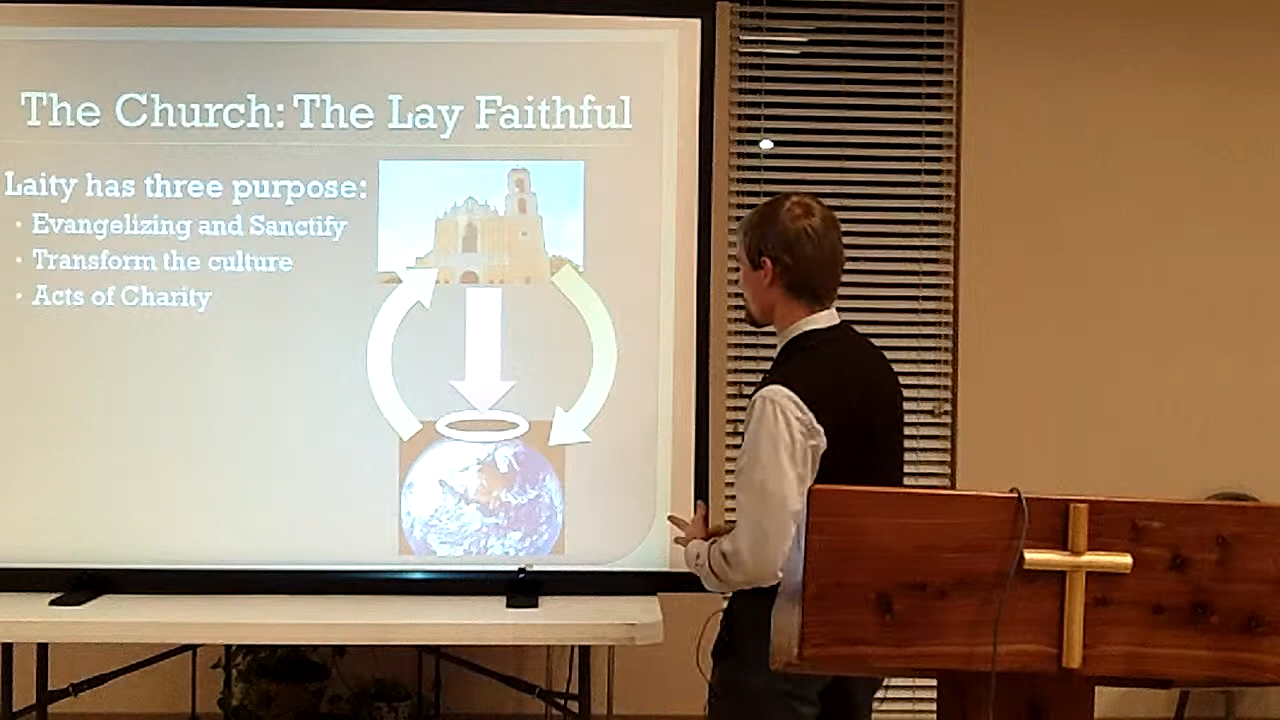 The Church: The Lay Faithful
Laity has three purpose:
· Evangelizing and Sanctify
· Transform the culture
· Acts of Charity